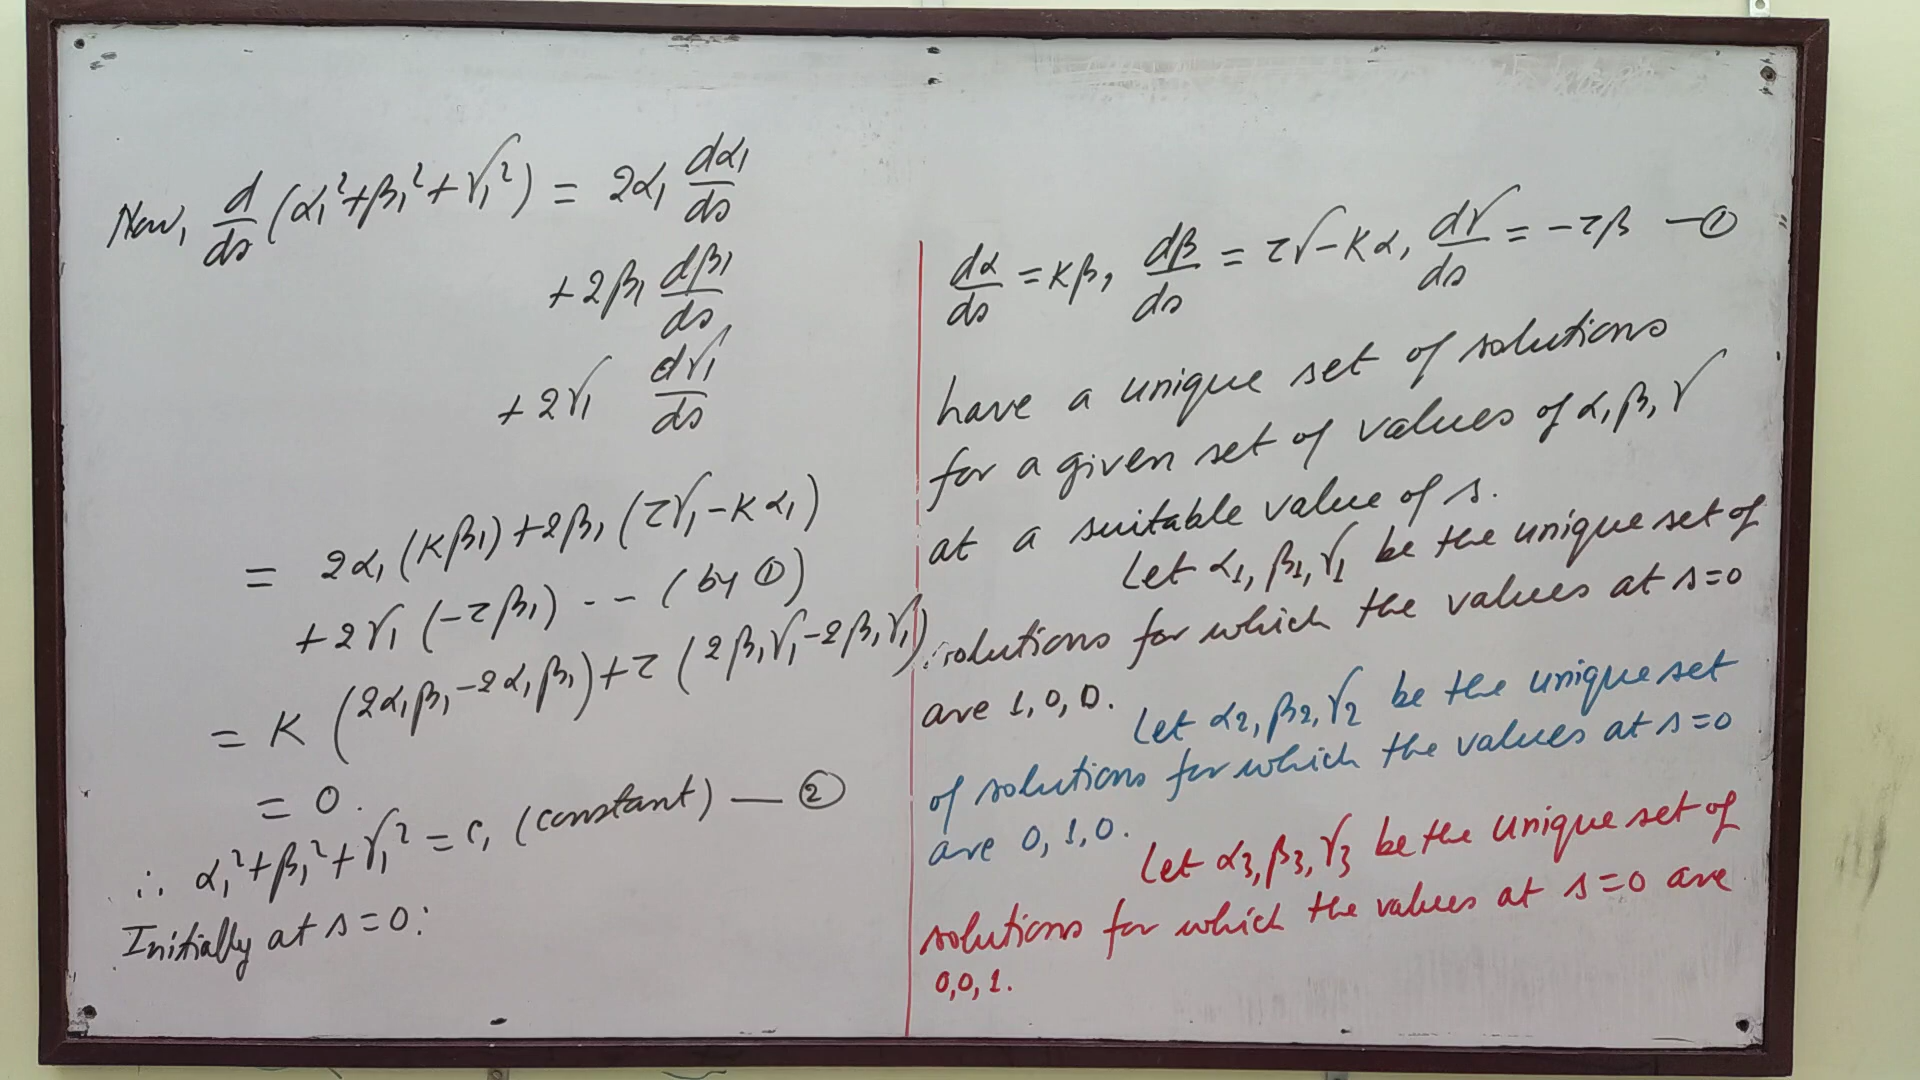 Now, d/ds (α₁²+β₁²+γ₁²) = 2α₁ dα₁/ds
+2β₁ dβ₁/ds
+2γ₁ dγ₁/ds
= 2α₁(κβ₁)+2β₁(τγ₁-κα₁)
+2γ₁(-τβ₁) -- (by ①)
= κ(2α₁β₁-2α₁β₁)+τ(2β₁γ₁-2β₁γ₁)
= 0.
∴ α₁²+β₁²+γ₁² = c₁ (constant) — ②
Initially at s=0:
dα/ds = κβ, dβ/ds = τγ-κα, dγ/ds = -τβ — ①
have a unique set of solutions
for a given set of values of α, β, γ
at a suitable value of s.
Let α₁, β₁, γ₁ be the unique set of
solutions for which the values at s=0
are 1, 0, 0.
Let α₂, β₂, γ₂ be the unique set
of solutions for which the values at s=0
are 0, 1, 0.
Let α₃, β₃, γ₃ be the unique set of
solutions for which the values at s=0 are
0,0,1.